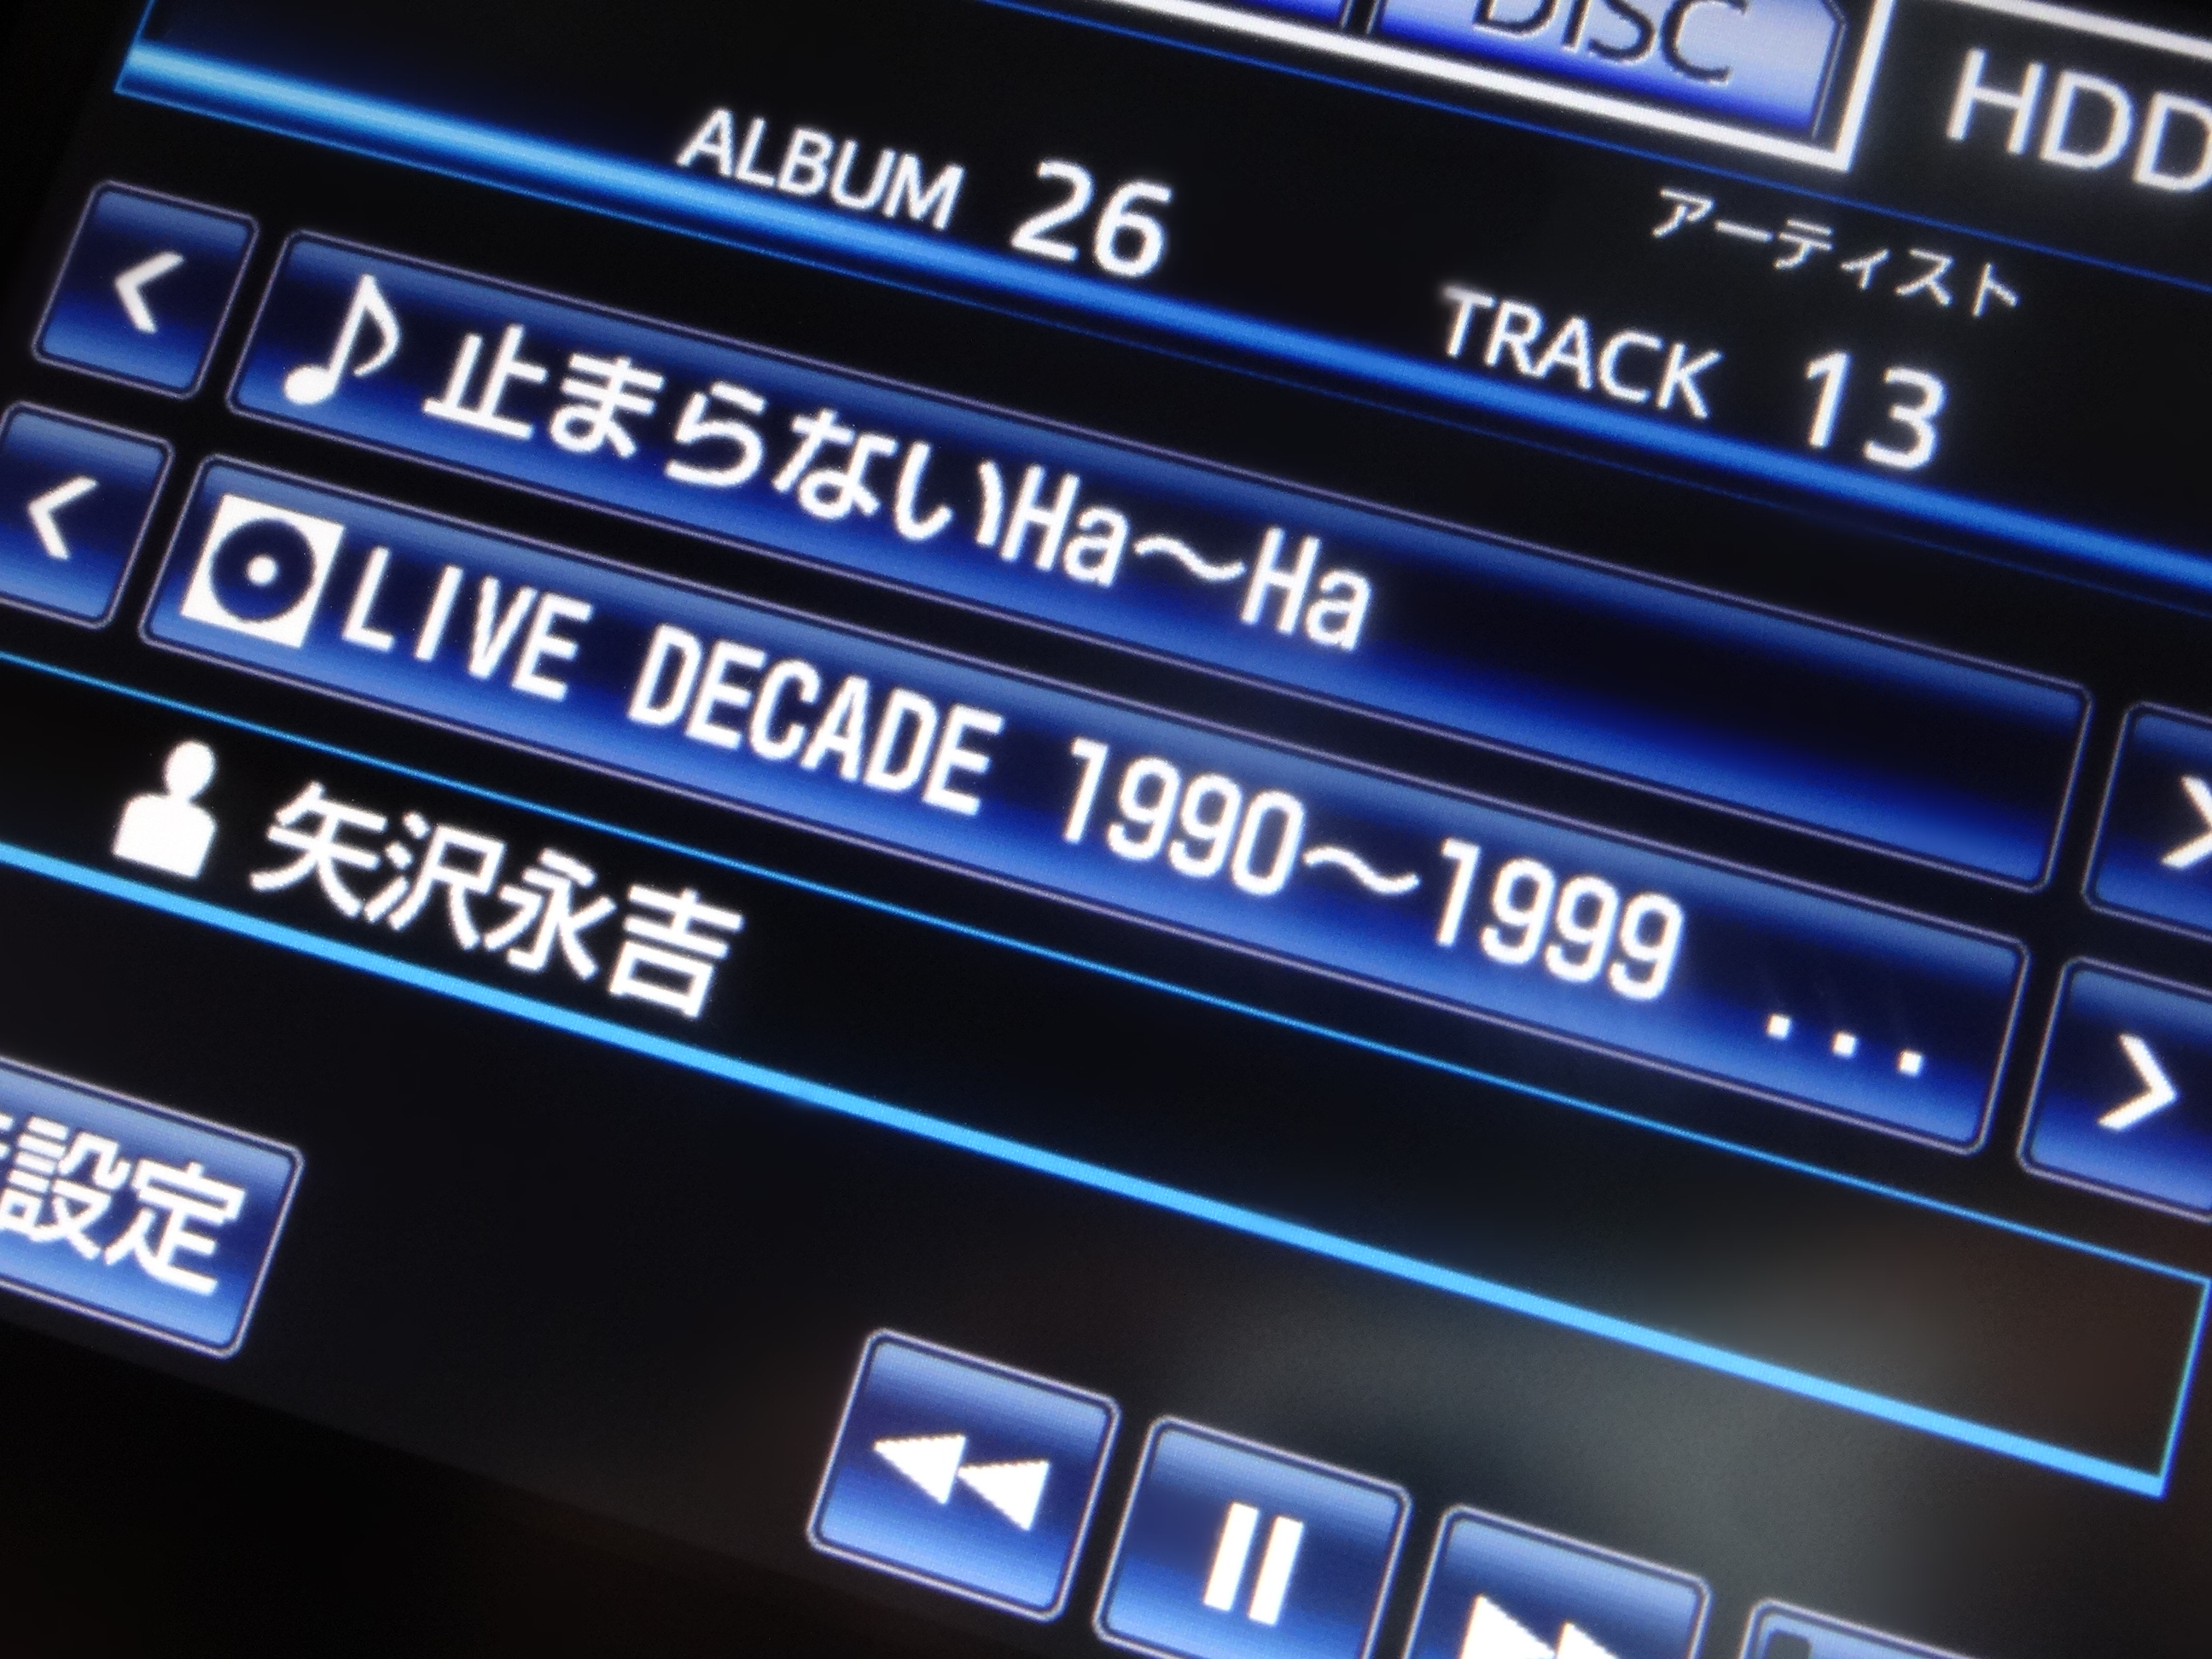 DISC
HDD
アーティスト
ALBUM 26
TRACK 13
止まらないHa～Ha
LIVE DECADE 1990～1999 ...
矢沢永吉
設定